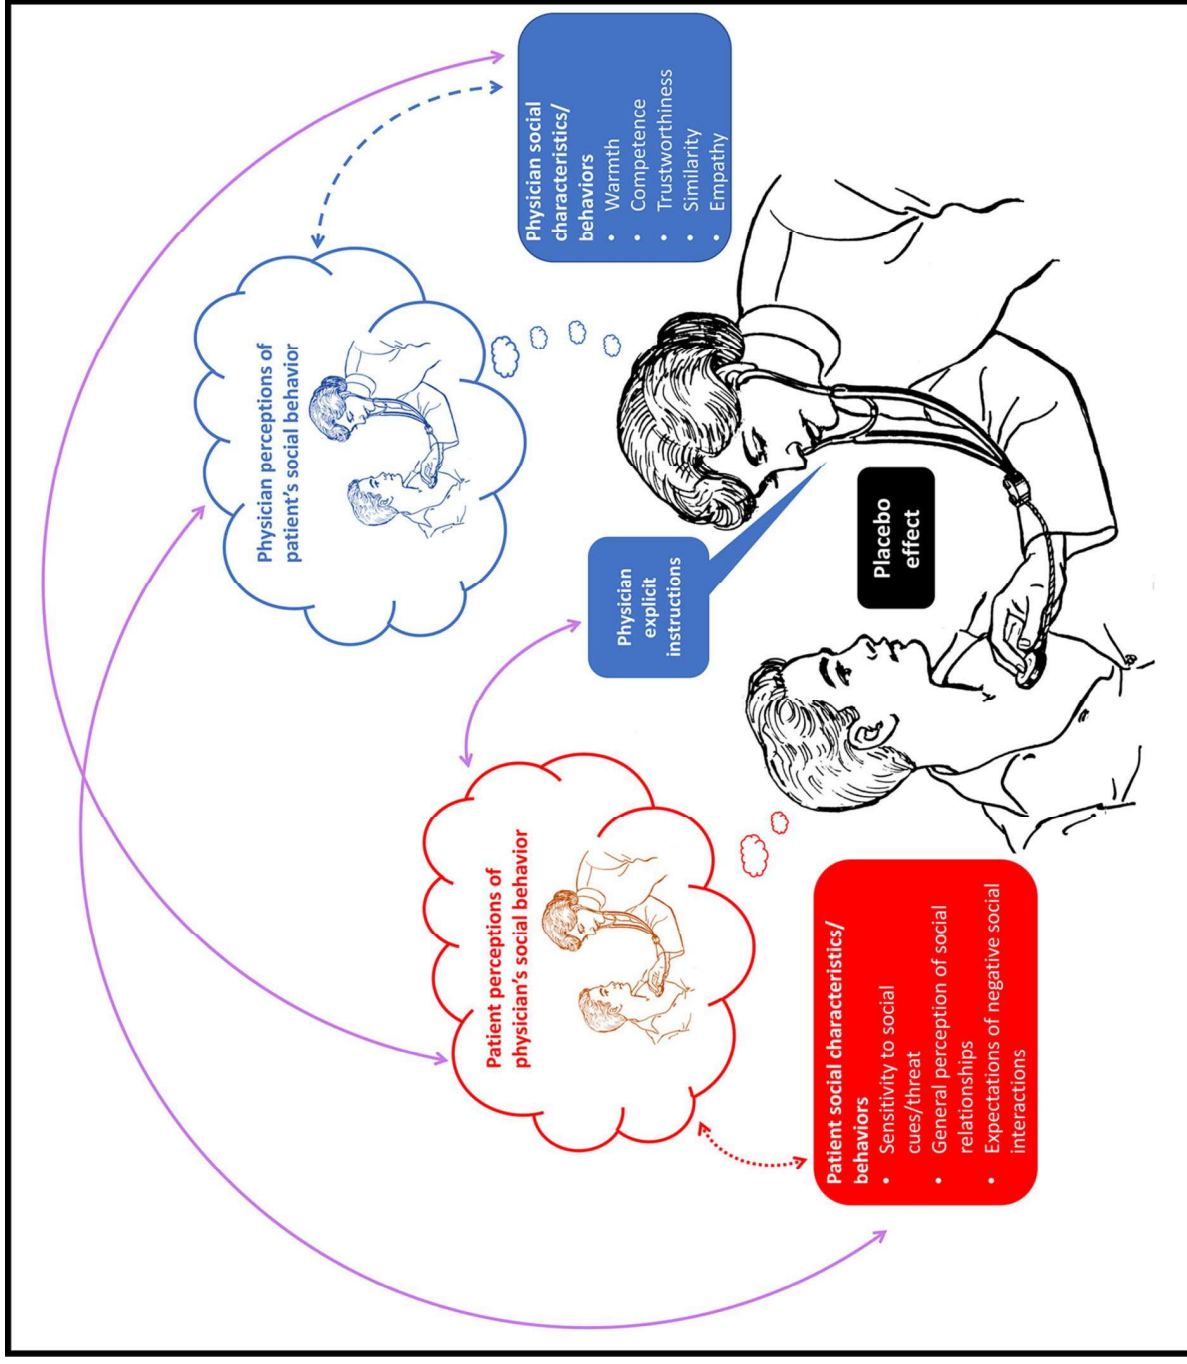 Patient perceptions of
physician's social behavior
Physician perceptions of
patient's social behavior
Physician social
characteristics/
behaviors
• Warmth
• Competence
• Trustworthiness
• Similarity
• Empathy
Physician
explicit
instructions
Patient social characteristics/
behaviors
• Sensitivity to social
cues/threat
• General perception of social
relationships
• Expectations of negative social
interactions
Placebo
effect